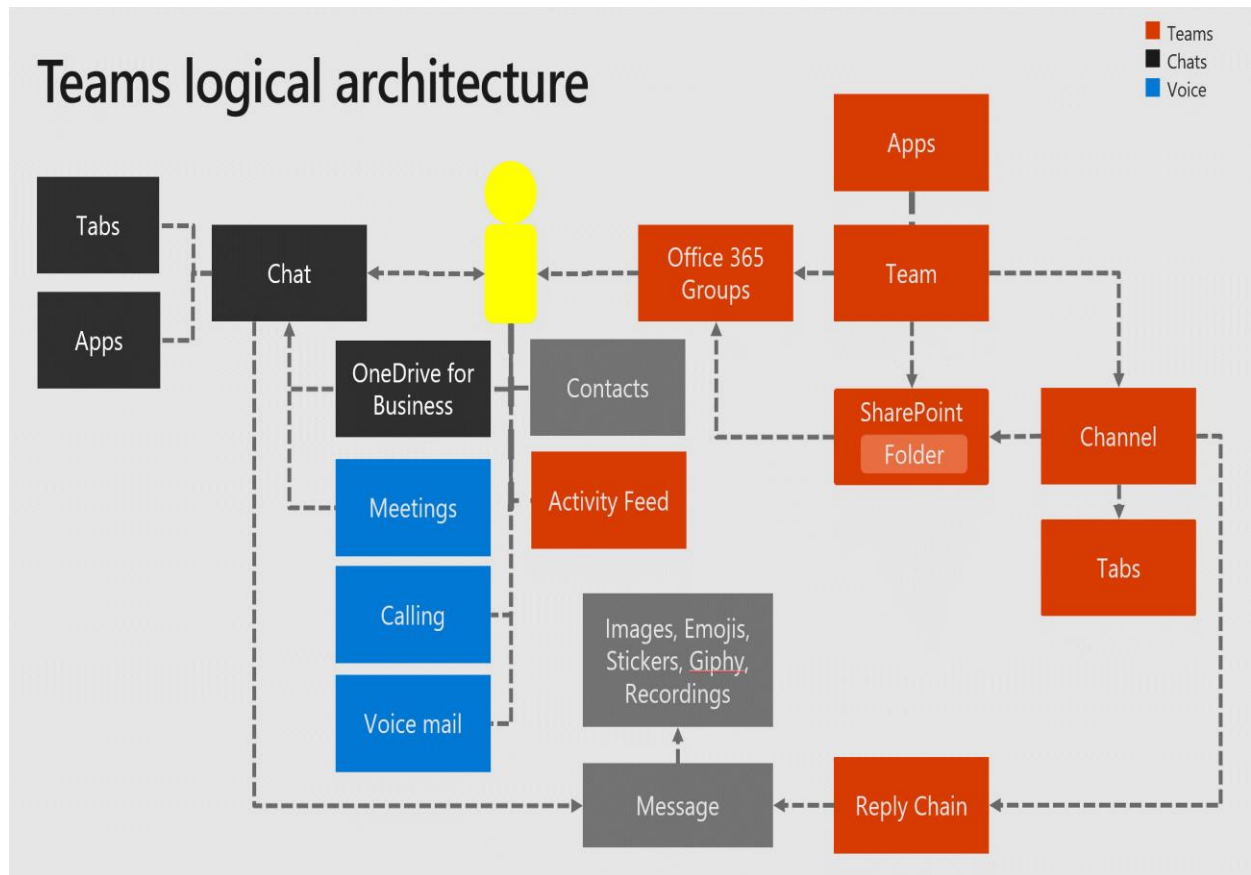 Teams logical architecture
Teams
Chats
Voice
Apps
Tabs
Chat
Office 365
Groups
Team
Apps
OneDrive for
Business
Contacts
SharePoint
Folder
Channel
Meetings
Activity Feed
Tabs
Calling
Images, Emojis,
Stickers, Giphy,
Recordings
Voice mail
Message
Reply Chain